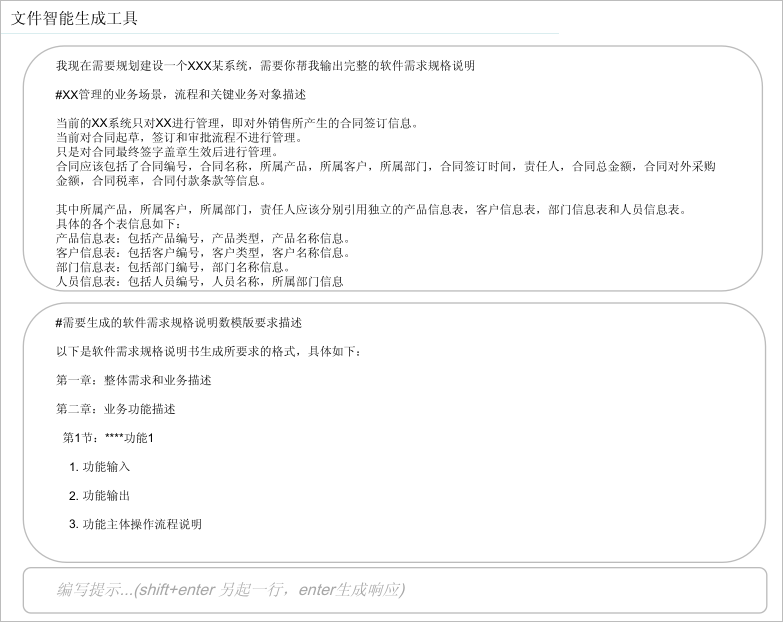 文件智能生成工具
我现在需要规划建设一个XXX某系统，需要你帮我输出完整的软件需求规格说明
#XX管理的业务场景，流程和关键业务对象描述
当前的XX系统只对XX进行管理，即对外销售所产生的合同签订信息。
当前对合同起草，签订和审批流程不进行管理。
只是对合同最终签字盖章生效后进行管理。
合同应该包括了合同编号，合同名称，所属产品，所属客户，所属部门，合同签订时间，责任人，合同总金额，合同对外采购
金额，合同税率，合同付款条款等信息。
其中所属产品，所属客户，所属部门，责任人应该分别引用独立的产品信息表，客户信息表，部门信息表和人员信息表。
具体的各个表信息如下：
产品信息表：包括产品编号，产品类型，产品名称信息。
客户信息表：包括客户编号，客户类型，客户名称信息。
部门信息表：包括部门编号，部门名称信息。
人员信息表：包括人员编号，人员名称，所属部门信息
#需要生成的软件需求规格说明数模版要求描述
以下是软件需求规格说明书生成所要求的格式，具体如下：
第一章：整体需求和业务描述
第二章：业务功能描述
第1节：****功能1
1. 功能输入
2. 功能输出
3. 功能主体操作流程说明
编写提示...(shift+enter 另起一行，enter生成响应)